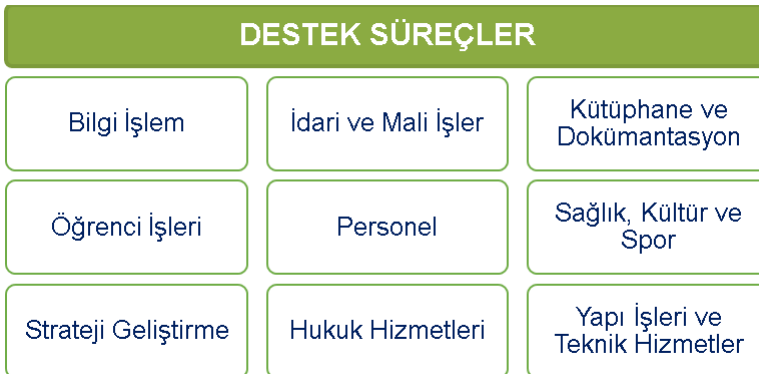 DESTEK SÜREÇLER
Bilgi İşlem
İdari ve Mali İşler
Kütüphane ve
Dokümantasyon
Öğrenci İşleri
Personel
Sağlık, Kültür ve
Spor
Strateji Geliştirme
Hukuk Hizmetleri
Yapı İşleri ve
Teknik Hizmetler